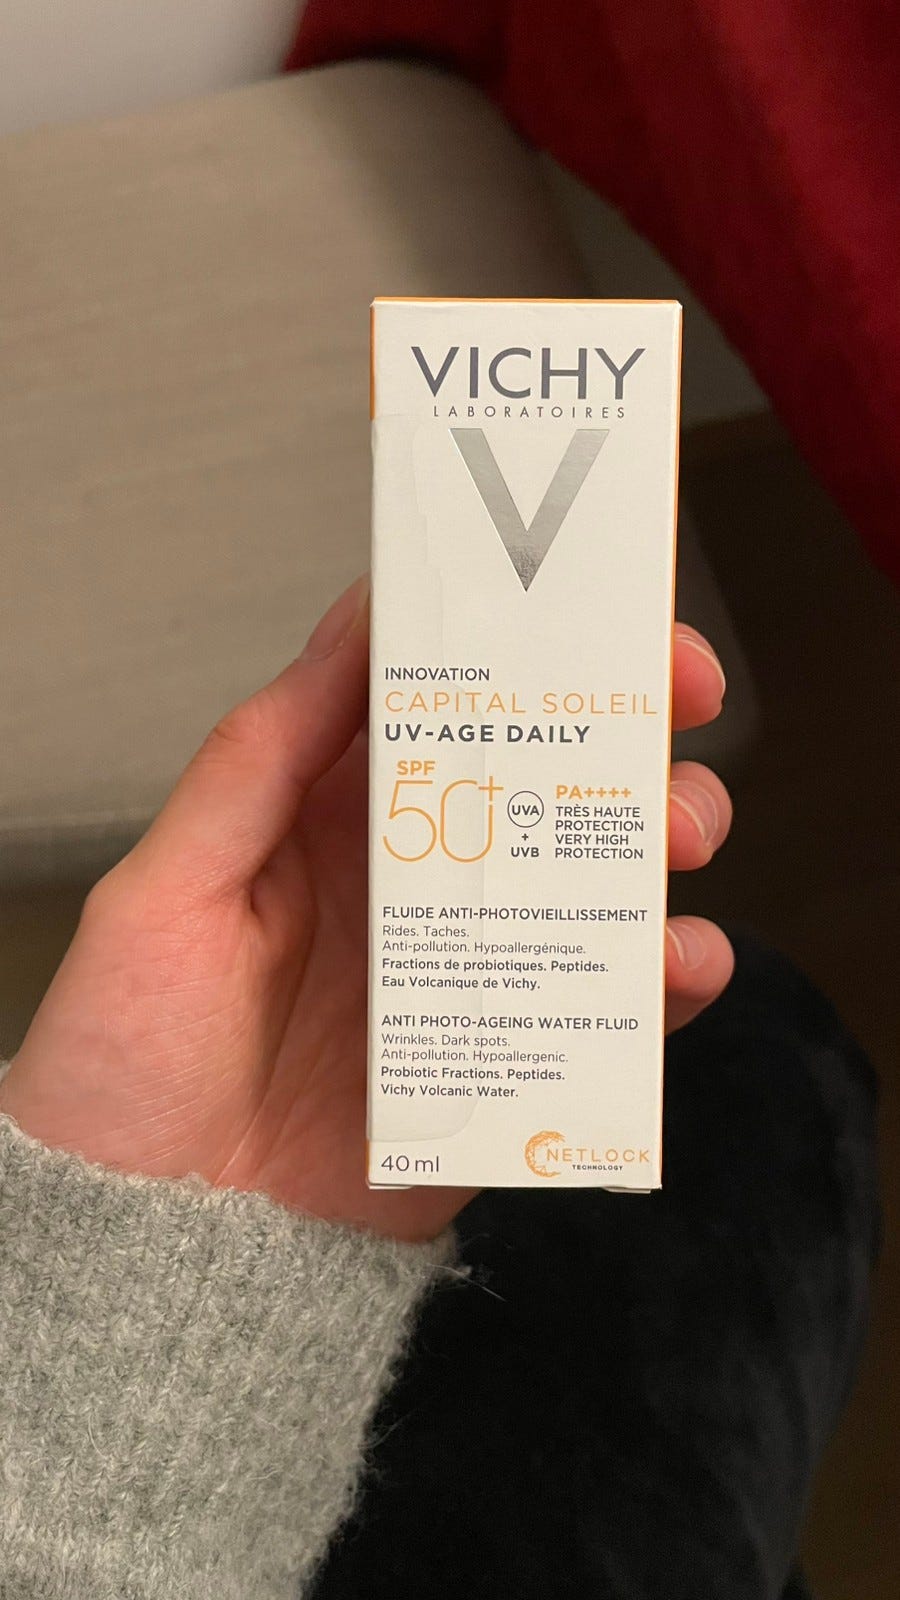 VICHY
LABORATOIRES
V
INNOVATION
CAPITAL SOLEIL
UV-AGE DAILY
SPF
50+
UVA
+
UVB
PA++++
TRÈS HAUTE
PROTECTION
VERY HIGH
PROTECTION
FLUIDE ANTI-PHOTOVIEILLISSEMENT
Rides. Taches.
Anti-pollution. Hypoallergénique.
Fractions de probiotiques. Peptides.
Eau Volcanique de Vichy.
ANTI PHOTO-AGEING WATER FLUID
Wrinkles. Dark spots.
Anti-pollution. Hypoallergenic.
Probiotic Fractions. Peptides.
Vichy Volcanic Water.
40 ml
NETLOCK
TECHNOLOGY